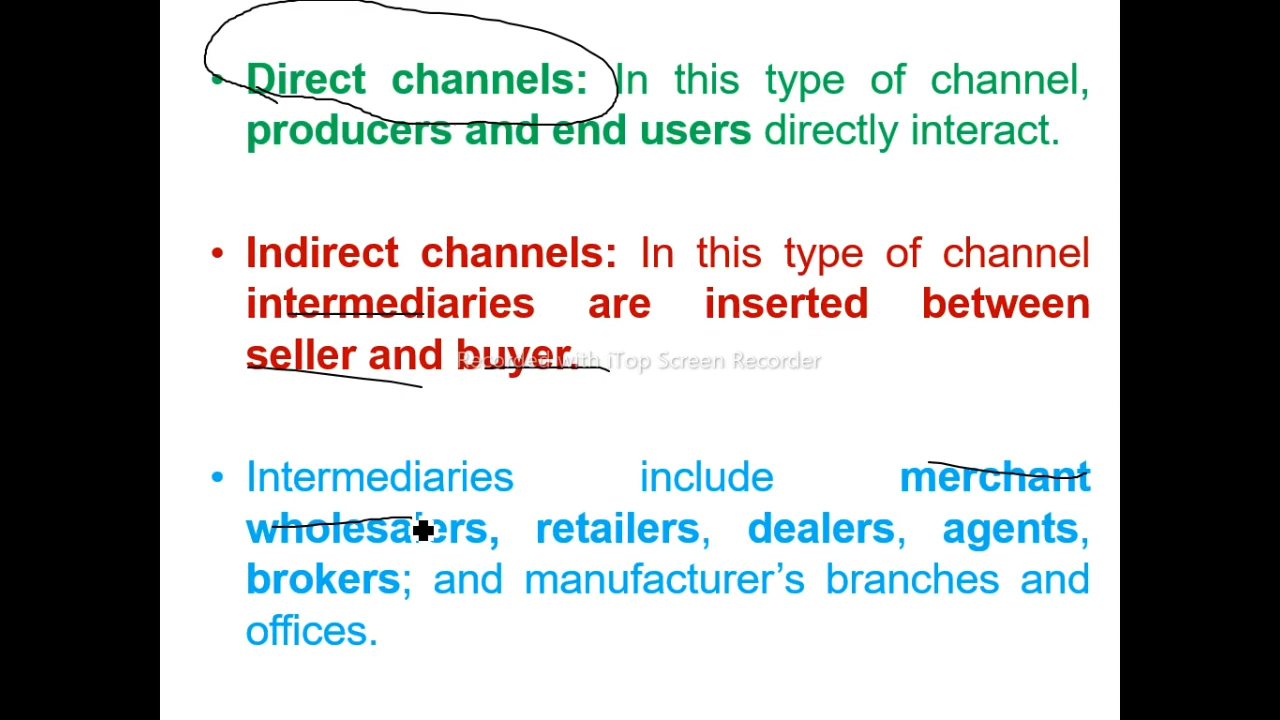 • Direct channels: In this type of channel,
producers and end users directly interact.
• Indirect channels: In this type of channel
intermediaries are inserted between
seller and buyer.
Recorded with iTop Screen Recorder
• Intermediaries include merchant
wholesalers, retailers, dealers, agents,
brokers; and manufacturer’s branches and
offices.